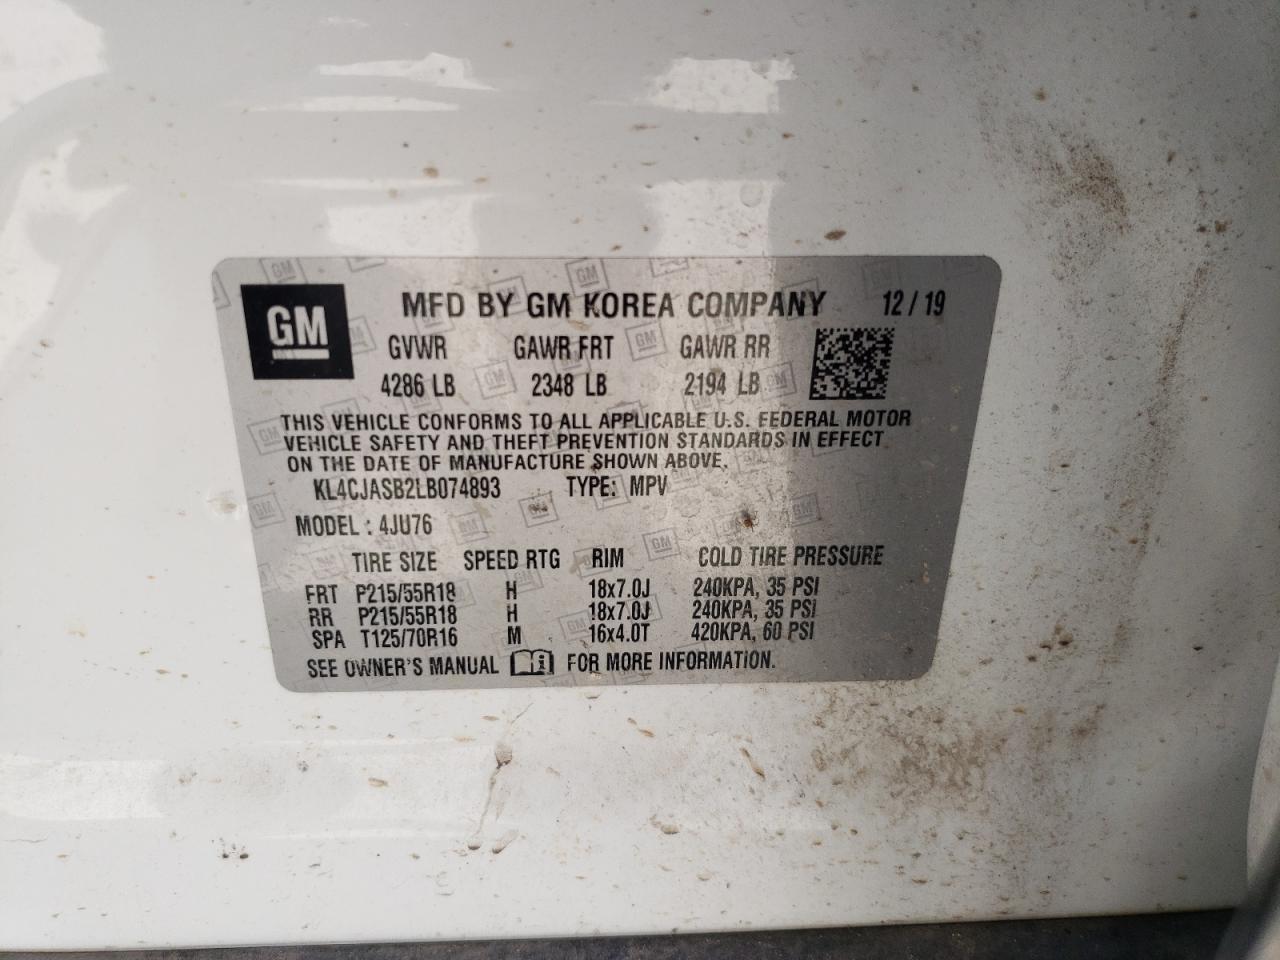 GM MFD BY GM KOREA COMPANY 12/19
GVWR GAWR FRT GAWR RR
4286 LB 2348 LB 2194 LB
THIS VEHICLE CONFORMS TO ALL APPLICABLE U.S. FEDERAL MOTOR
VEHICLE SAFETY AND THEFT PREVENTION STANDARDS IN EFFECT
ON THE DATE OF MANUFACTURE SHOWN ABOVE.
KL4CJASB2LB074893 TYPE: MPV
MODEL : 4JU76
TIRE SIZE SPEED RTG RIM COLD TIRE PRESSURE
FRT P215/55R18 H 18x7.0J 240KPA, 35 PSI
RR P215/55R18 H 18x7.0J 240KPA, 35 PSI
SPA T125/70R16 M 16x4.0T 420KPA, 60 PSI
SEE OWNER'S MANUAL FOR MORE INFORMATION.